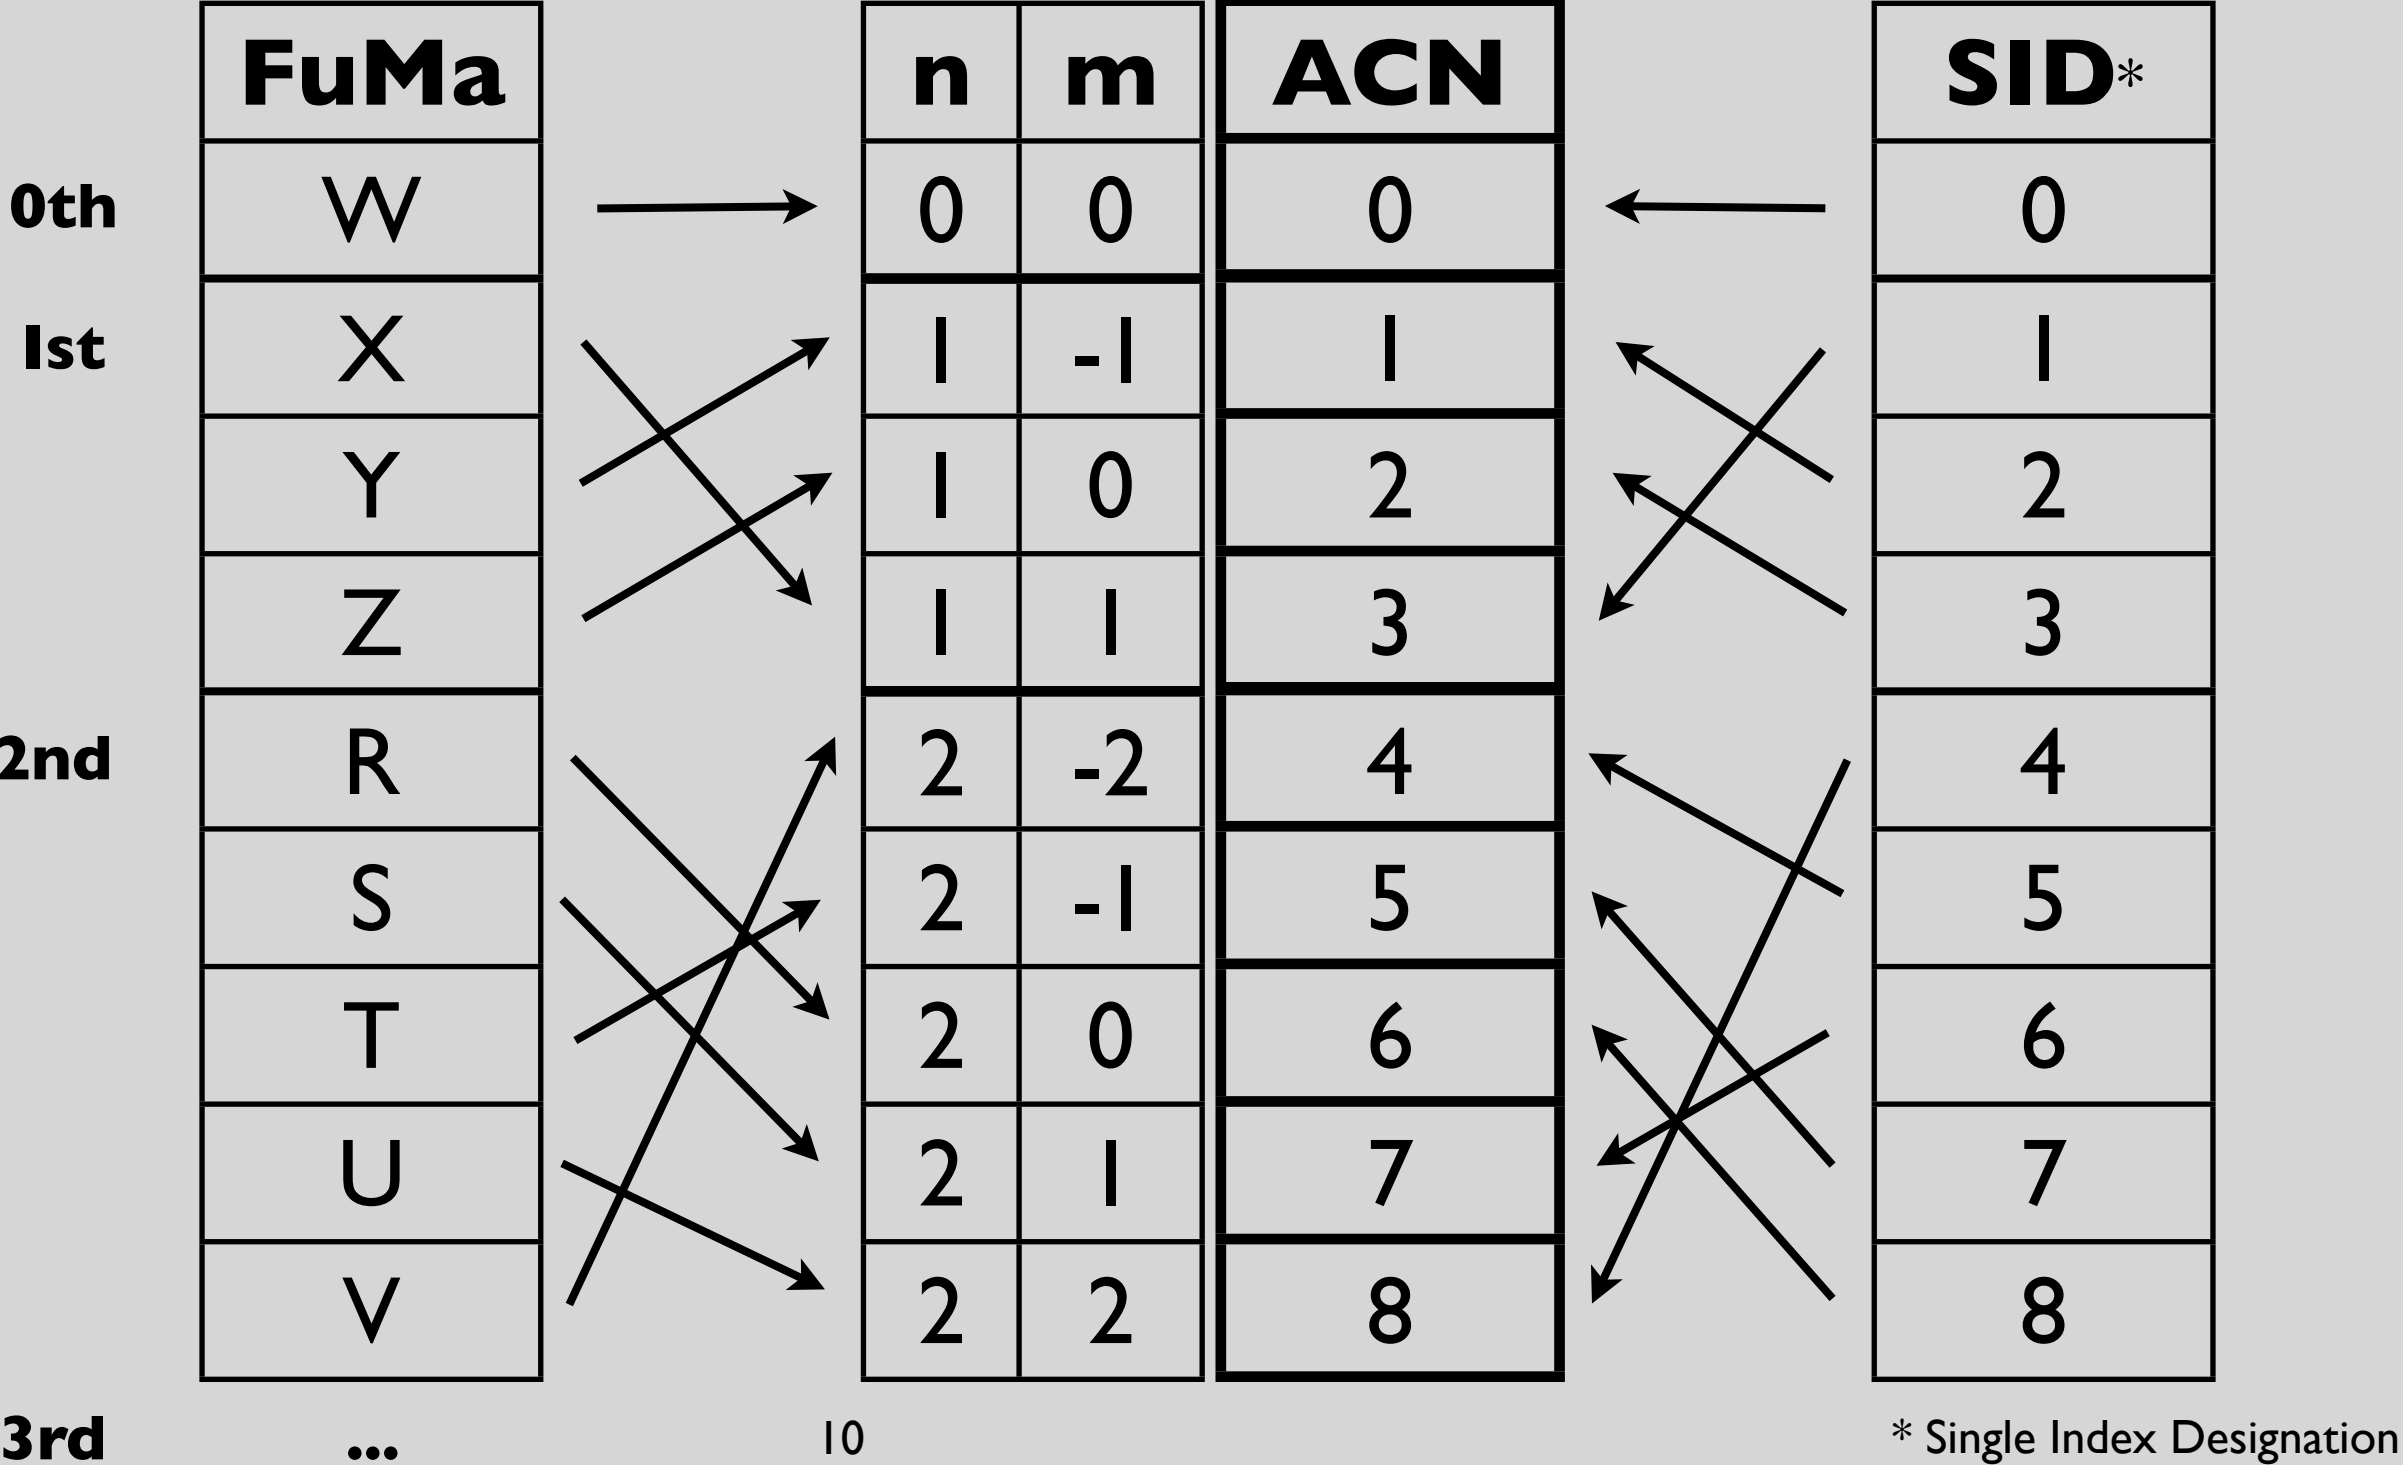 FuMa n m ACN SID*
0th W 0 0 0 0
1st X 1 -1 1 1
Y 1 0 2 2
Z 1 1 3 3
2nd R 2 -2 4 4
S 2 -1 5 5
T 2 0 6 6
U 2 1 7 7
V 2 2 8 8
3rd ... 10 * Single Index Designation